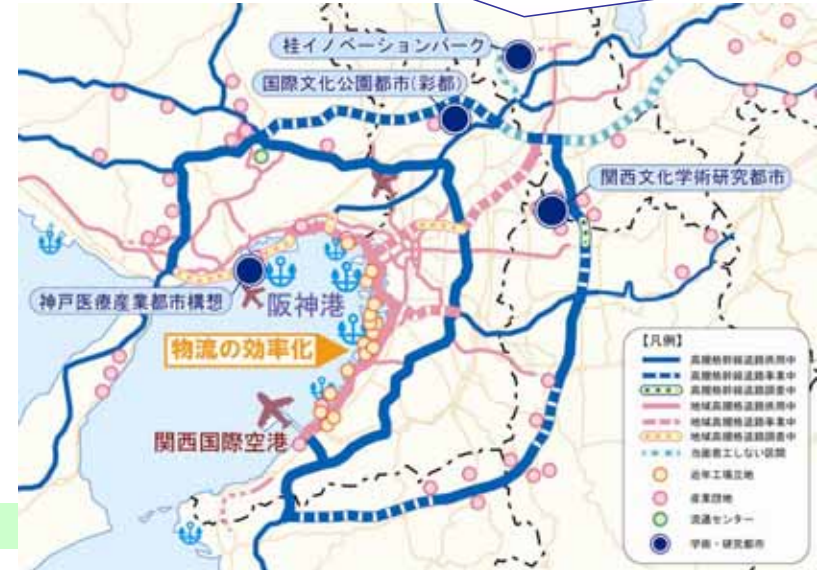 桂イノベーションパーク
国際文化公園都市(彩都)
関西文化学術研究都市
神戸医療産業都市構想
阪神港
物流の効率化
関西国際空港
【凡例】
高規格幹線道路供用中
高規格幹線道路事業中
高規格幹線道路調査中
地域高規格道路供用中
地域高規格道路事業中
地域高規格道路調査中
当面着工しない区間
近年工場立地
産業団地
流通センター
学術・研究都市